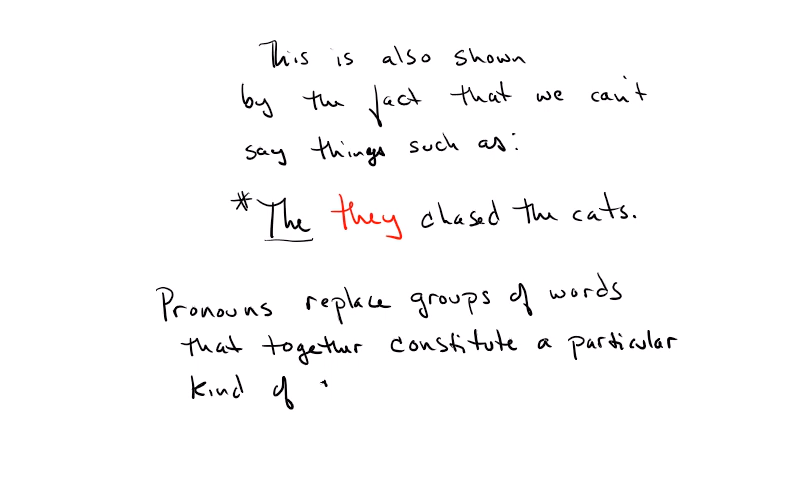 This is also shown
by the fact that we can't
say things such as:
*The they chased the cats.
Pronouns replace groups of words
that together constitute a particular
kind of